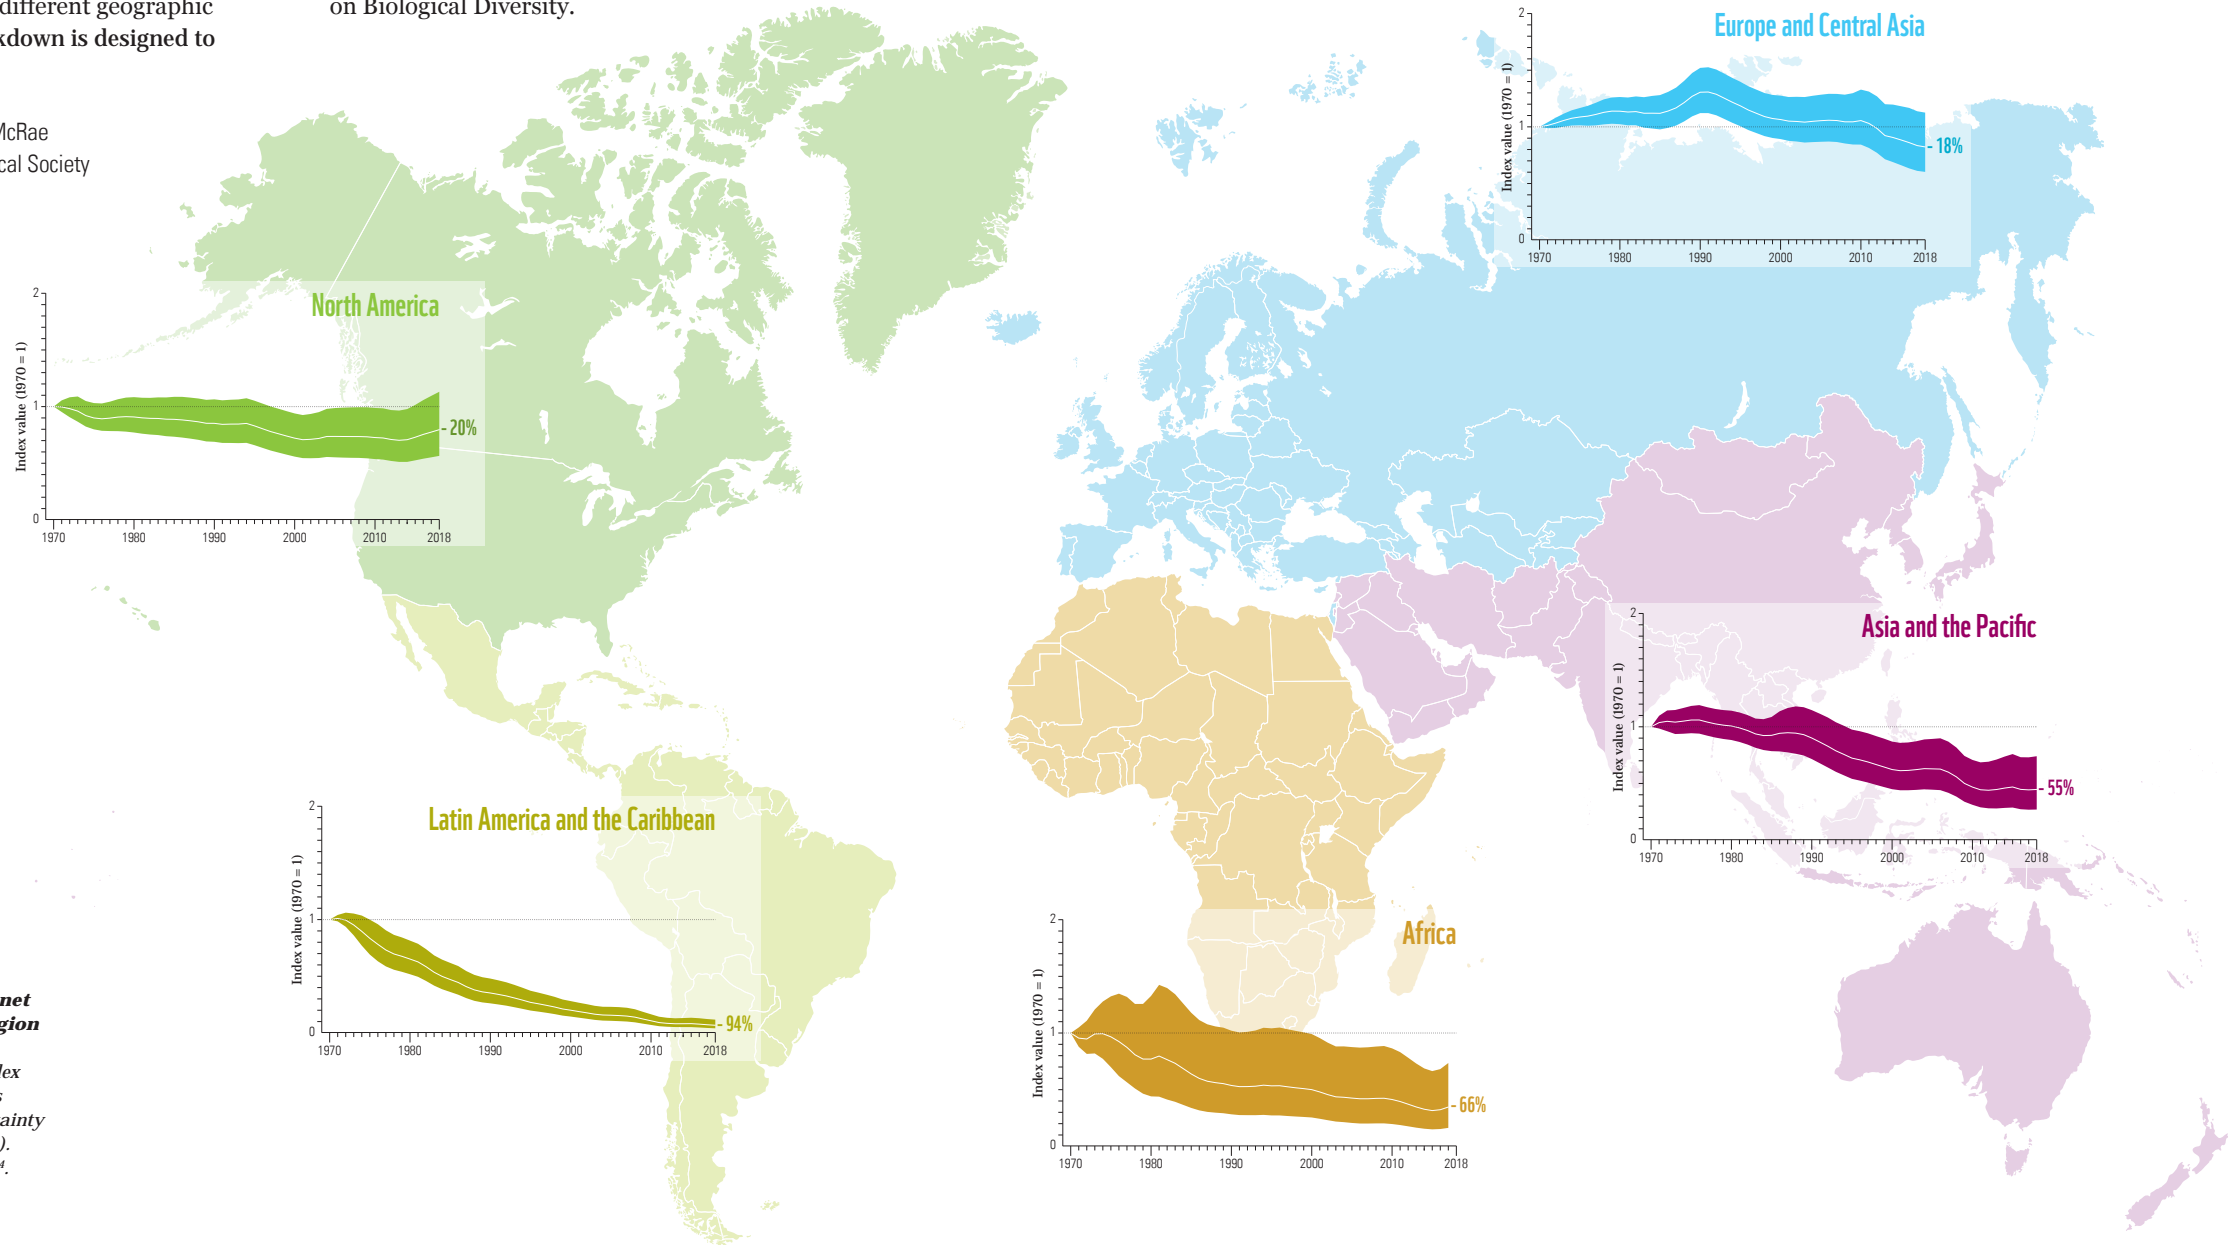 different geographic
kdown is designed to
on Biological Diversity.
McRae
cal Society
Europe and Central Asia
Index value (1970 = 1)
2
1
0
1970 1980 1990 2000 2010 2018
- 18%
North America
Index value (1970 = 1)
2
1
0
1970 1980 1990 2000 2010 2018
- 20%
Asia and the Pacific
Index value (1970 = 1)
2
1
0
1970 1980 1990 2000 2010 2018
- 55%
Latin America and the Caribbean
Index value (1970 = 1)
2
1
0
1970 1980 1990 2000 2010 2018
- 94%
Africa
Index value (1970 = 1)
2
1
0
1970 1980 1990 2000 2010 2018
- 66%
net
gion
lex
s
ainty
).
4.